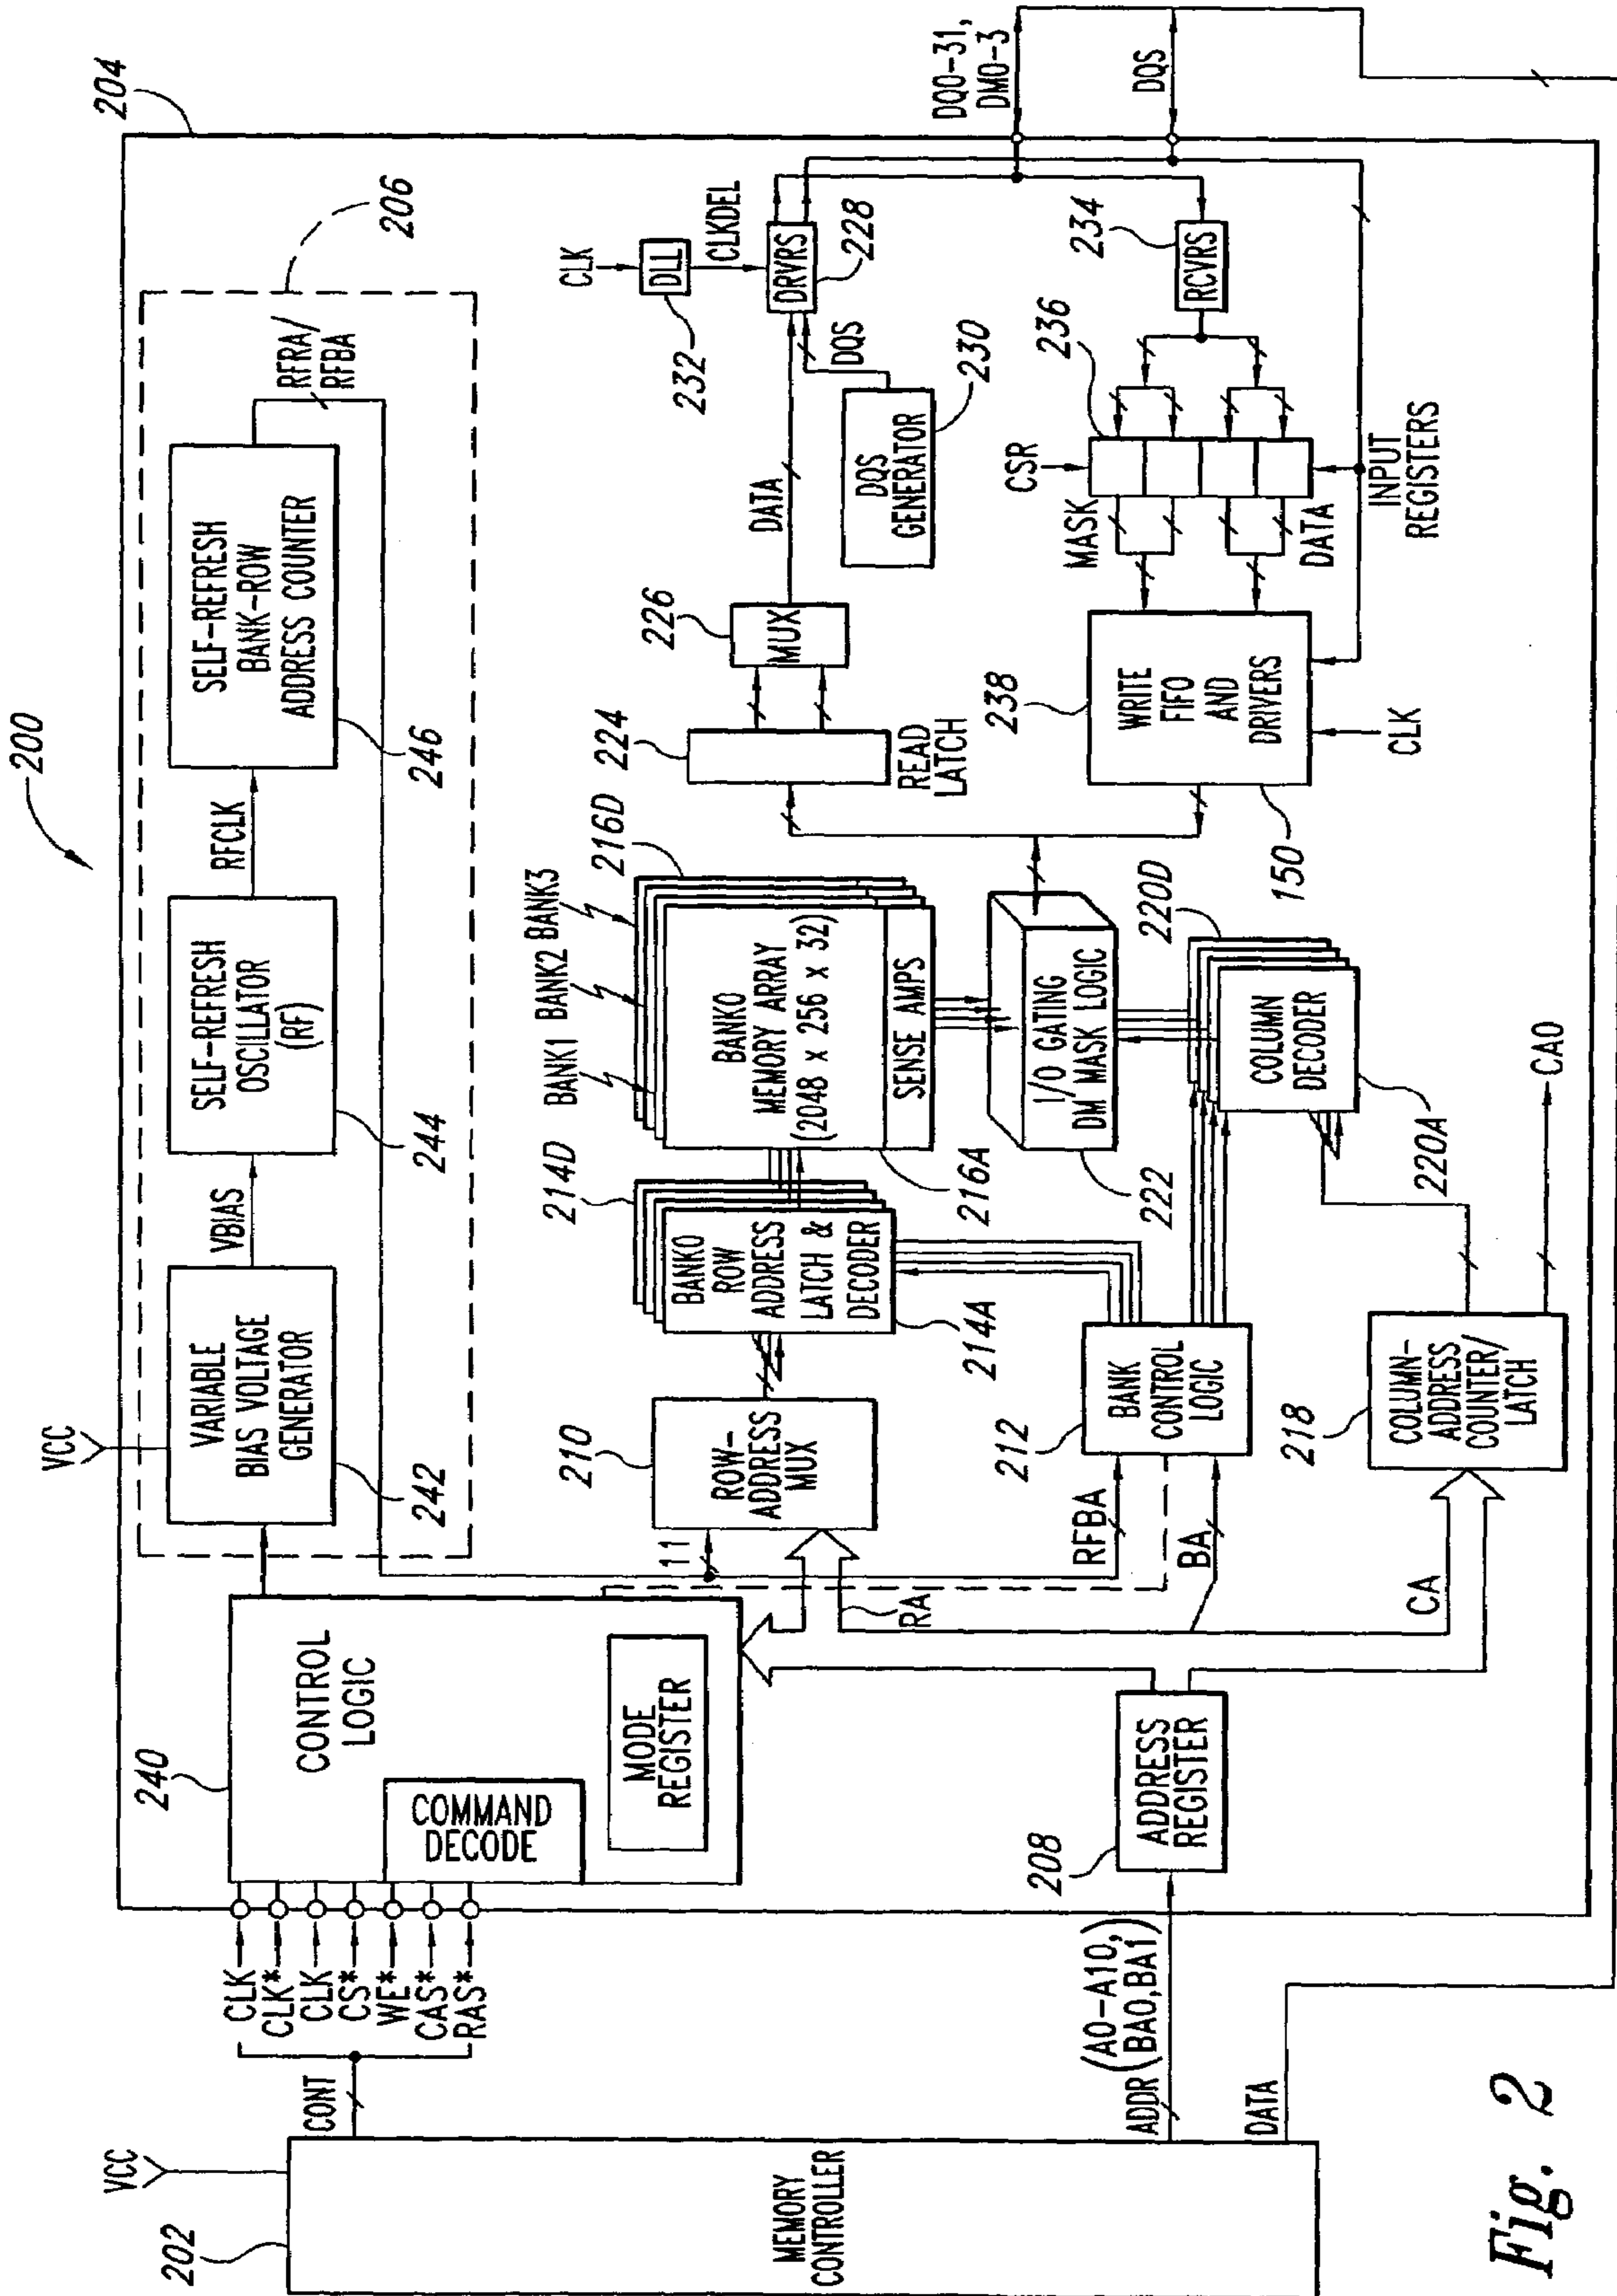 200
204
206
VCC
VARIABLE
BIAS VOLTAGE
GENERATOR
242
VBIAS
SELF-REFRESH
OSCILLATOR
(RF)
244
RFCLK
SELF-REFRESH
BANK-ROW
ADDRESS COUNTER
246
RFRA/
RFBA
VCC
202
MEMORY
CONTROLLER
CONT
CLK
CLK*
CLK
CS*
WE*
CAS*
RAS*
240
CONTROL
LOGIC
COMMAND
DECODE
MODE
REGISTER
ADDR
(A0-A10,
BA0,BA1)
DATA
208
ADDRESS
REGISTER
11
RA
RFBA
BA
CA
210
ROW-
ADDRESS
MUX
212
BANK
CONTROL
LOGIC
218
COLUMN-
ADDRESS
COUNTER/
LATCH
CA0
214D
BANK0
ROW
ADDRESS
LATCH &
DECODER
214A
BANK1
BANK2
BANK3
216D
BANK0
MEMORY ARRAY
(2048 x 256 x 32)
SENSE AMPS
216A
I/O GATING
DM MASK LOGIC
222
220D
COLUMN
DECODER
220A
224
READ
LATCH
226
MUX
DATA
CLK
DLL
232
CLKDEL
DRVRS
228
DQS
DQS
GENERATOR
230
238
WRITE
FIFO
AND
DRIVERS
150
CLK
MASK
DATA
CSR
236
INPUT
REGISTERS
234
RCVRS
DQ0-31,
DM0-3
DQS
Fig. 2